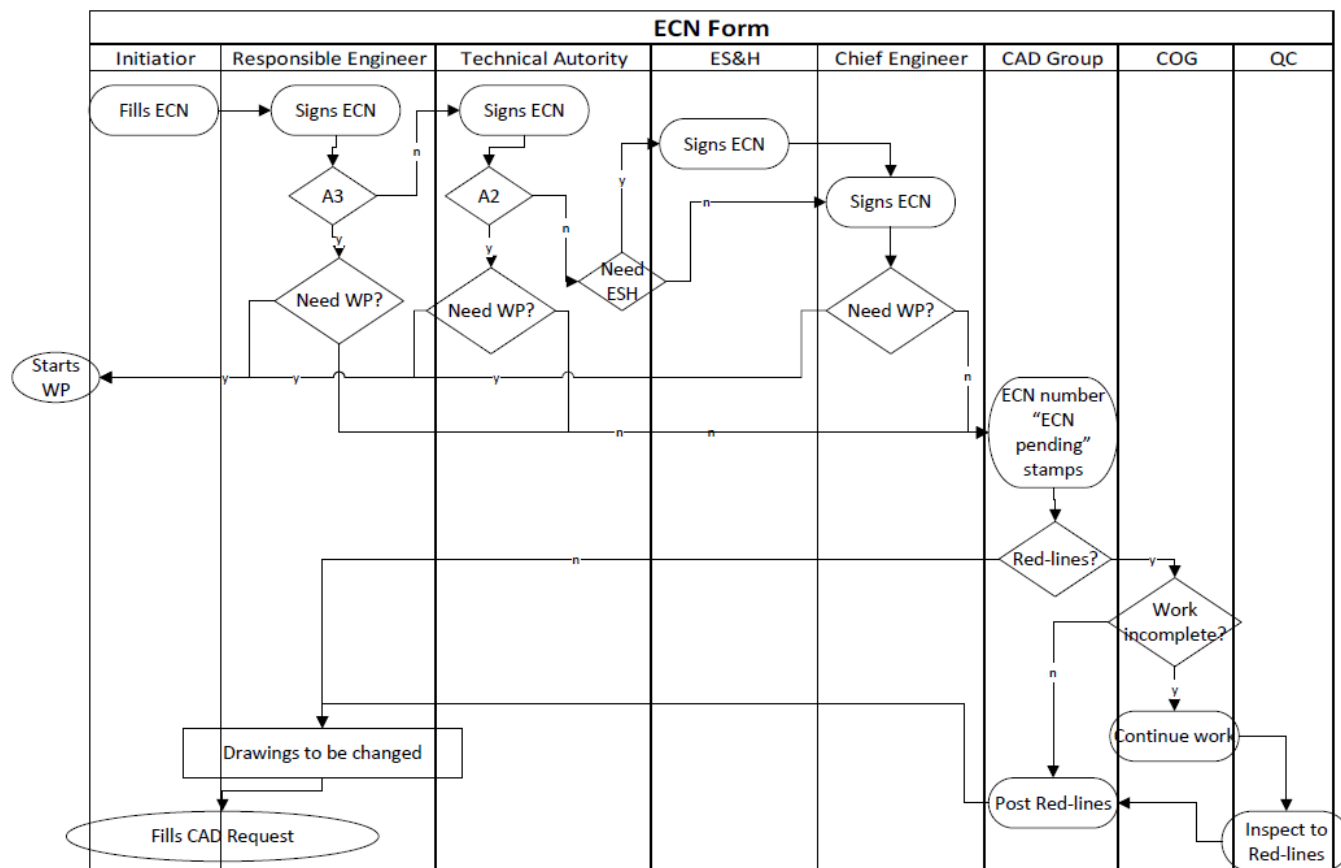 ECN Form
Initiatior
Responsible Engineer
Technical Autority
ES&H
Chief Engineer
CAD Group
COG
QC
Fills ECN
Signs ECN
Signs ECN
n
Signs ECN
A3
A2
y
n
Signs ECN
n
y
y
Need
ESH
Need WP?
Need WP?
Need WP?
Starts
WP
y
y
y
n
ECN number
“ECN
pending”
stamps
n
n
n
Red-lines?
y
Work
incomplete?
n
y
Continue work
Drawings to be changed
Post Red-lines
Fills CAD Request
Inspect to
Red-lines